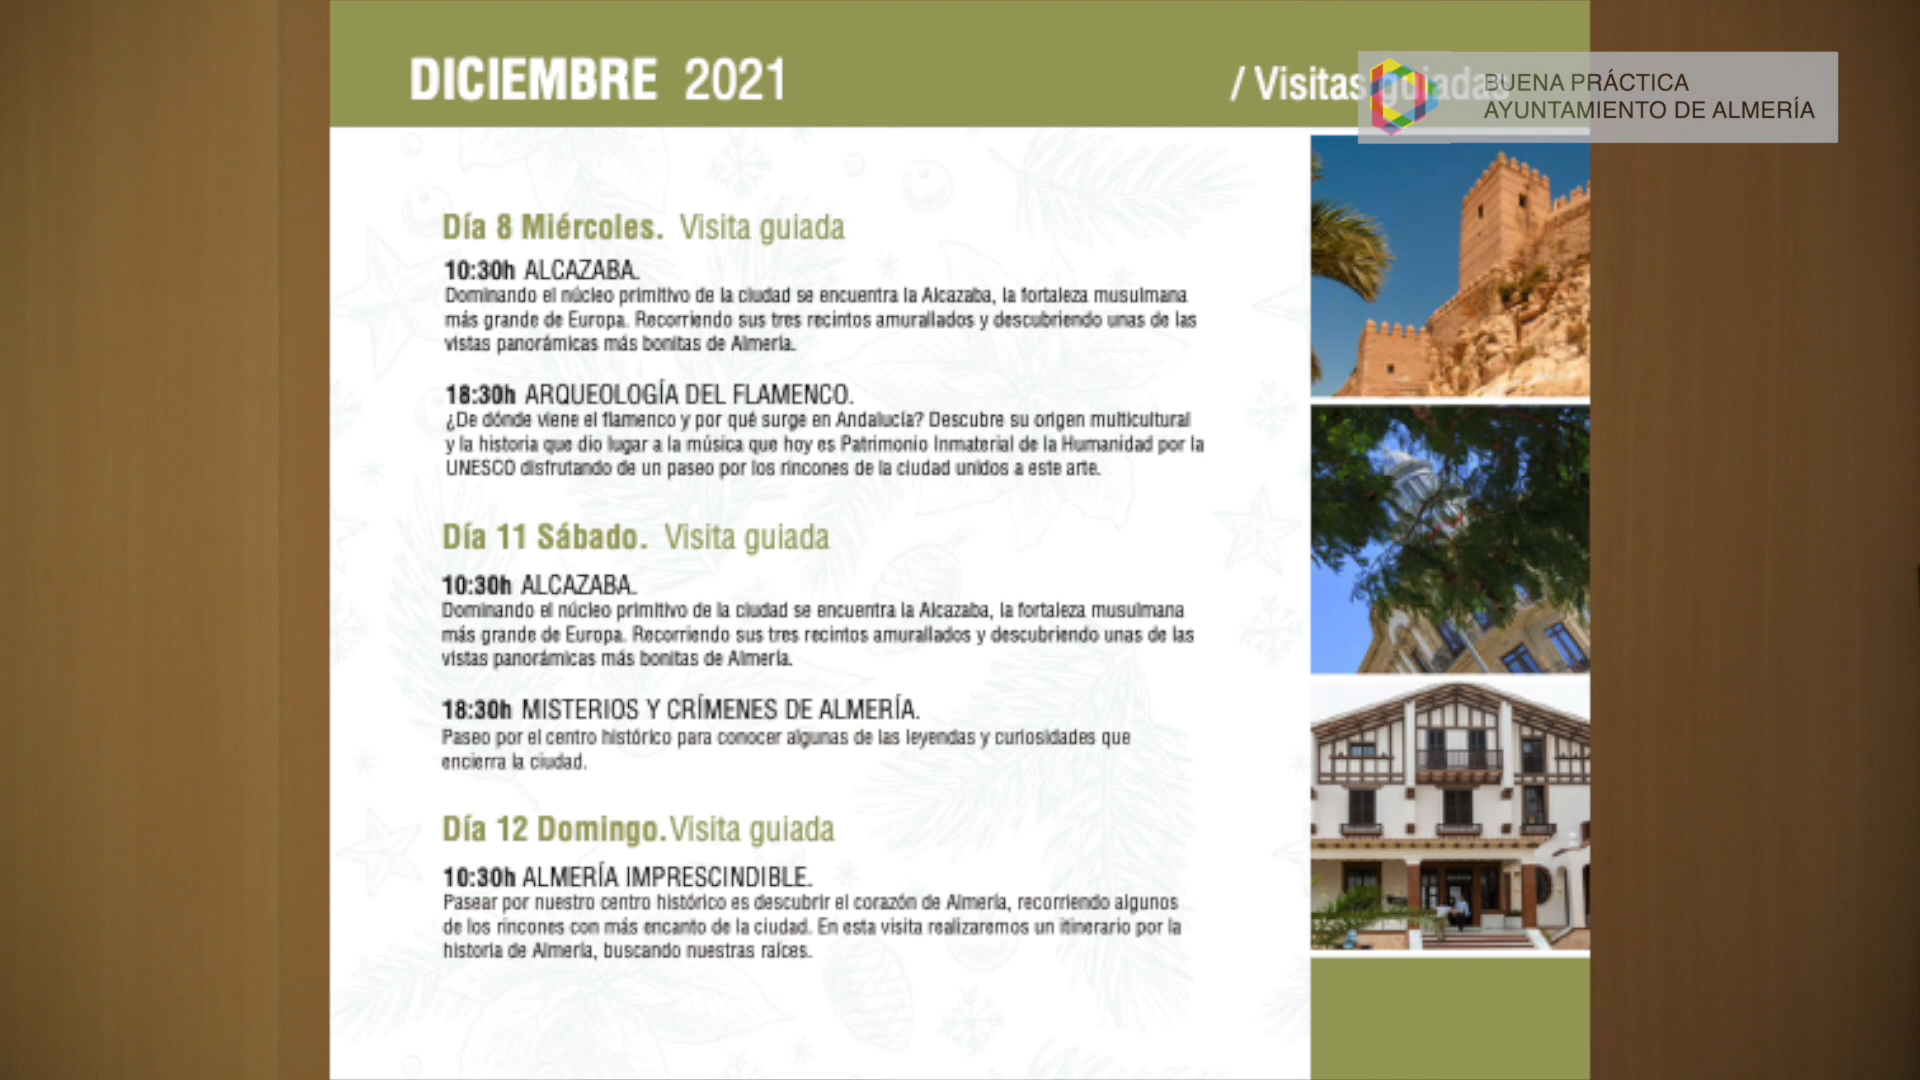 DICIEMBRE 2021
/ Visitas guiadas
BUENA PRÁCTICA
AYUNTAMIENTO DE ALMERÍA
Día 8 Miércoles. Visita guiada
10:30h ALCAZABA.
Dominando el núcleo primitivo de la ciudad se encuentra la Alcazaba, la fortaleza musulmana
más grande de Europa. Recorriendo sus tres recintos amurallados y descubriendo unas de las
vistas panorámicas más bonitas de Almería.
18:30h ARQUEOLOGÍA DEL FLAMENCO.
¿De dónde viene el flamenco y por qué surge en Andalucía? Descubre su origen multicultural
y la historia que dio lugar a la música que hoy es Patrimonio Inmaterial de la Humanidad por la
UNESCO disfrutando de un paseo por los rincones de la ciudad unidos a este arte.
Día 11 Sábado. Visita guiada
10:30h ALCAZABA.
Dominando el núcleo primitivo de la ciudad se encuentra la Alcazaba, la fortaleza musulmana
más grande de Europa. Recorriendo sus tres recintos amurallados y descubriendo unas de las
vistas panorámicas más bonitas de Almería.
18:30h MISTERIOS Y CRÍMENES DE ALMERÍA.
Paseo por el centro histórico para conocer algunas de las leyendas y curiosidades que
encierra la ciudad.
Día 12 Domingo. Visita guiada
10:30h ALMERÍA IMPRESCINDIBLE.
Pasear por nuestro centro histórico es descubrir el corazón de Almería, recorriendo algunos
de los rincones con más encanto de la ciudad. En esta visita realizaremos un itinerario por la
historia de Almería, buscando nuestras raíces.